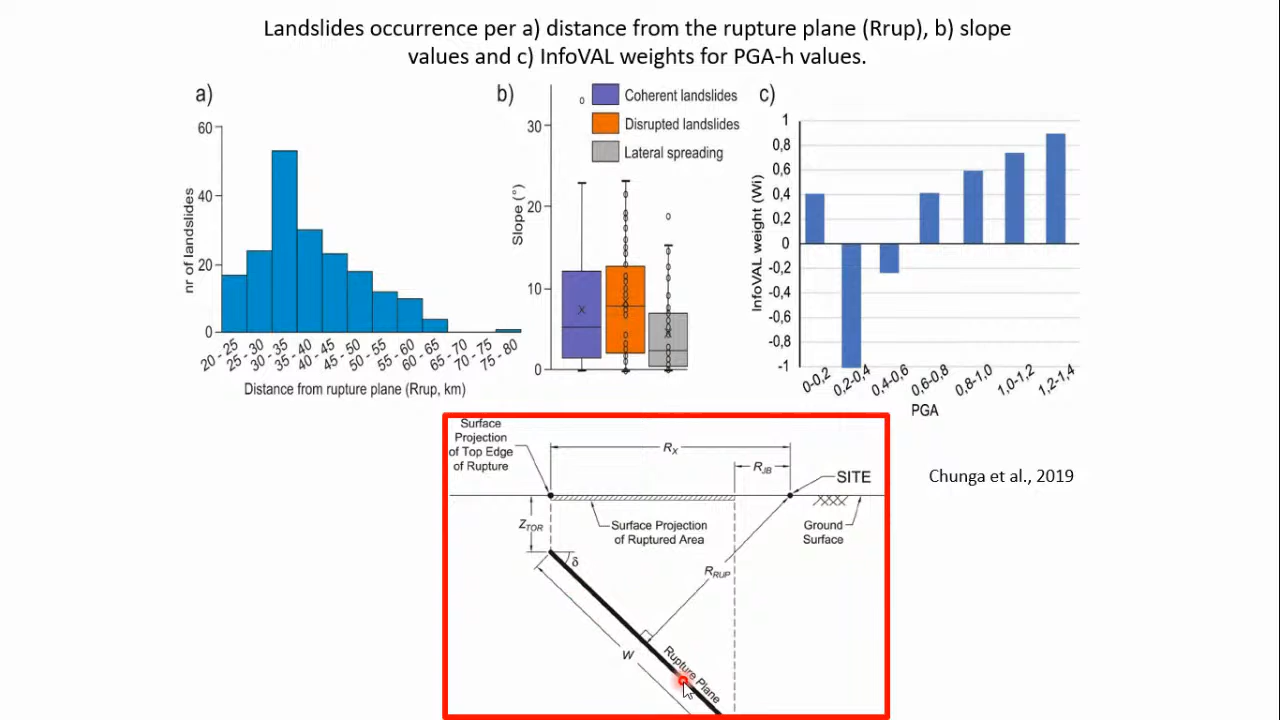 Landslides occurrence per a) distance from the rupture plane (Rrup), b) slope
values and c) InfoVAL weights for PGA-h values.
a)
60
40
20
0
nr of landslides
20 - 25
25 - 30
30 - 35
35 - 40
40 - 45
45 - 50
50 - 55
55 - 60
60 - 65
65 - 70
70 - 75
75 - 80
Distance from rupture plane (Rrup, km)
b)
Coherent landslides
Disrupted landslides
Lateral spreading
30
20
10
0
Slope (°)
c)
1
0,8
0,6
0,4
0,2
0
-0,2
-0,4
-0,6
-0,8
-1
InfoVAL weight (Wi)
0-0,2
0,2-0,4
0,4-0,6
0,6-0,8
0,8-1,0
1,0-1,2
1,2-1,4
PGA
Surface
Projection
of Top Edge
of Rupture
RX
RJB
SITE
ZTOR
Surface Projection
of Ruptured Area
Ground
Surface
δ
RRUP
W
Rupture Plane
Chunga et al., 2019